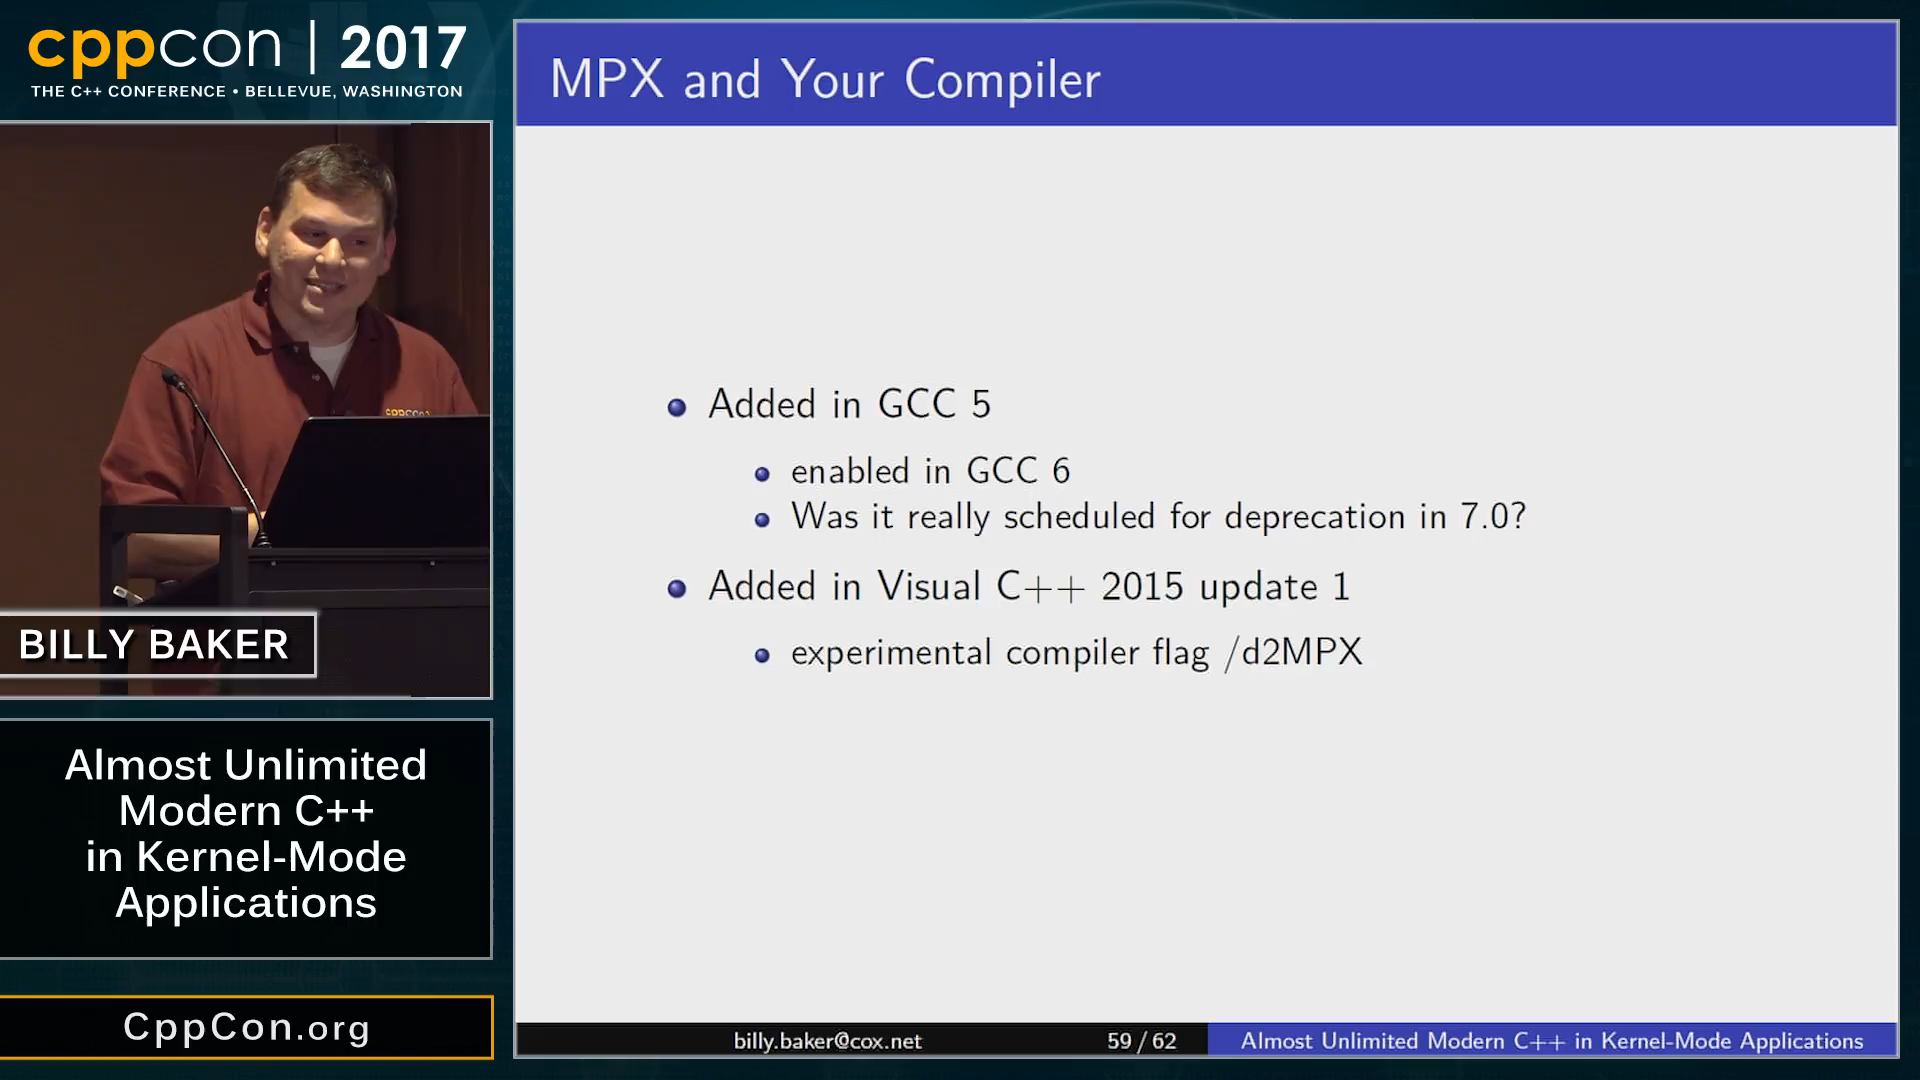 cppcon | 2017
THE C++ CONFERENCE • BELLEVUE, WASHINGTON
BILLY BAKER
Almost Unlimited
Modern C++
in Kernel-Mode
Applications
CppCon.org
MPX and Your Compiler
Added in GCC 5
enabled in GCC 6
Was it really scheduled for deprecation in 7.0?
Added in Visual C++ 2015 update 1
experimental compiler flag /d2MPX
billy.baker@cox.net
59 / 62
Almost Unlimited Modern C++ in Kernel-Mode Applications